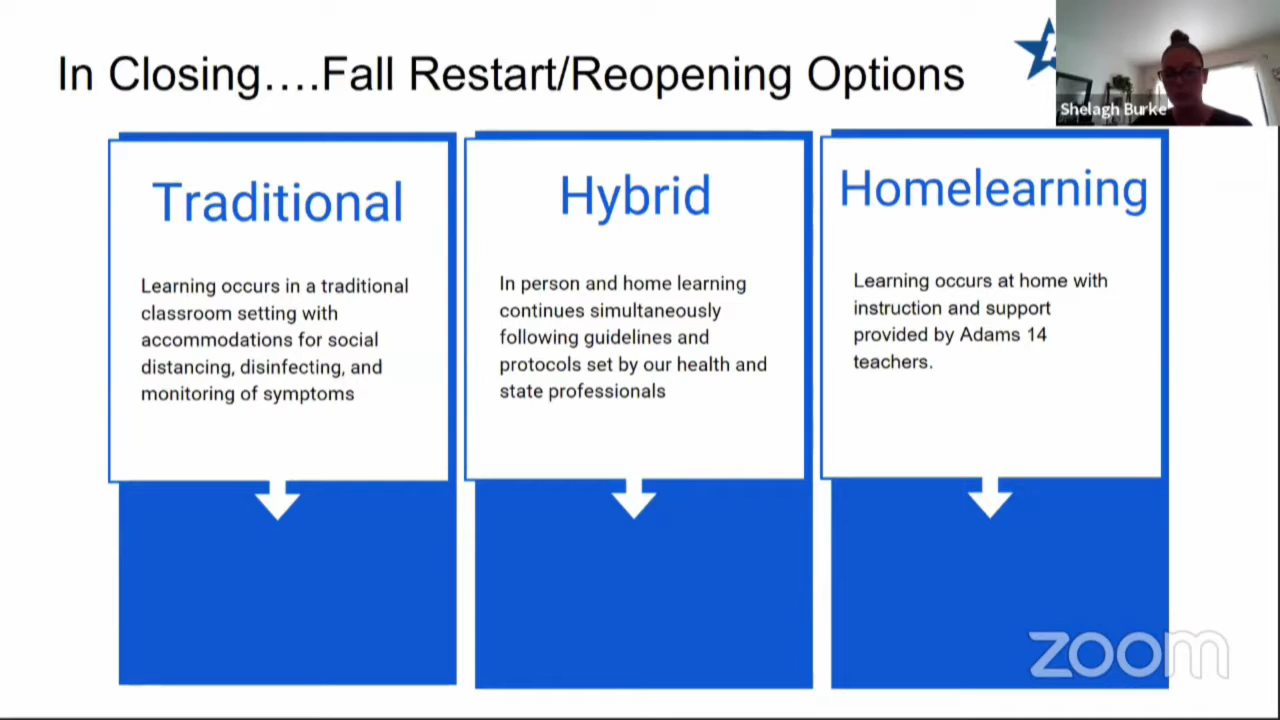 In Closing….Fall Restart/Reopening Options
Shelagh Burke
Traditional
Learning occurs in a traditional
classroom setting with
accommodations for social
distancing, disinfecting, and
monitoring of symptoms
Hybrid
In person and home learning
continues simultaneously
following guidelines and
protocols set by our health and
state professionals
Homelearning
Learning occurs at home with
instruction and support
provided by Adams 14
teachers.
zoom